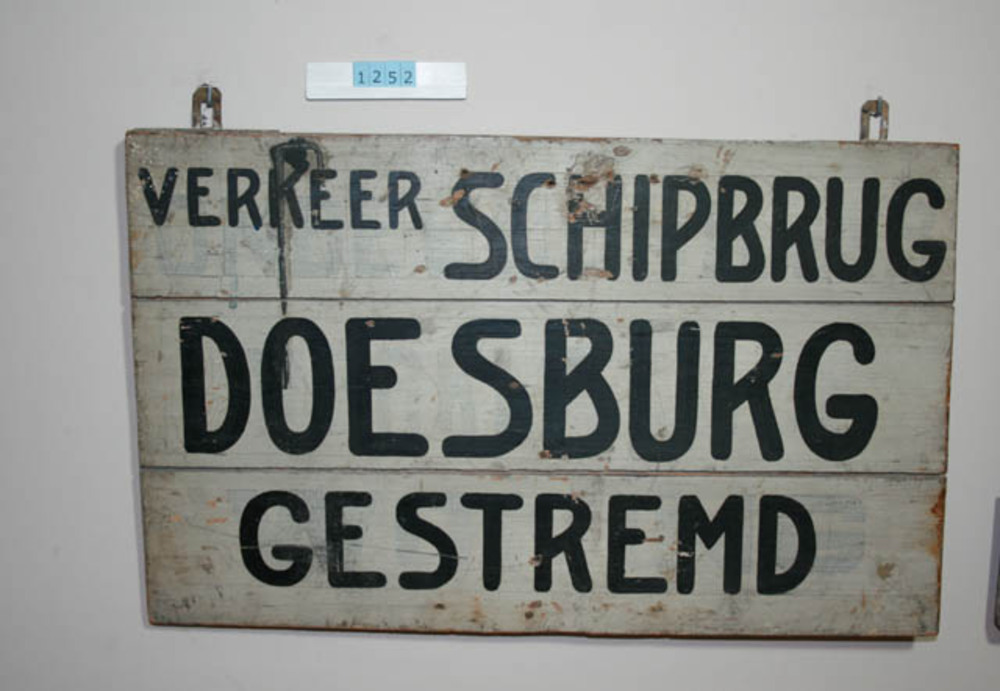 1252
VERKEER SCHIPBRUG
DOESBURG
GESTREMD